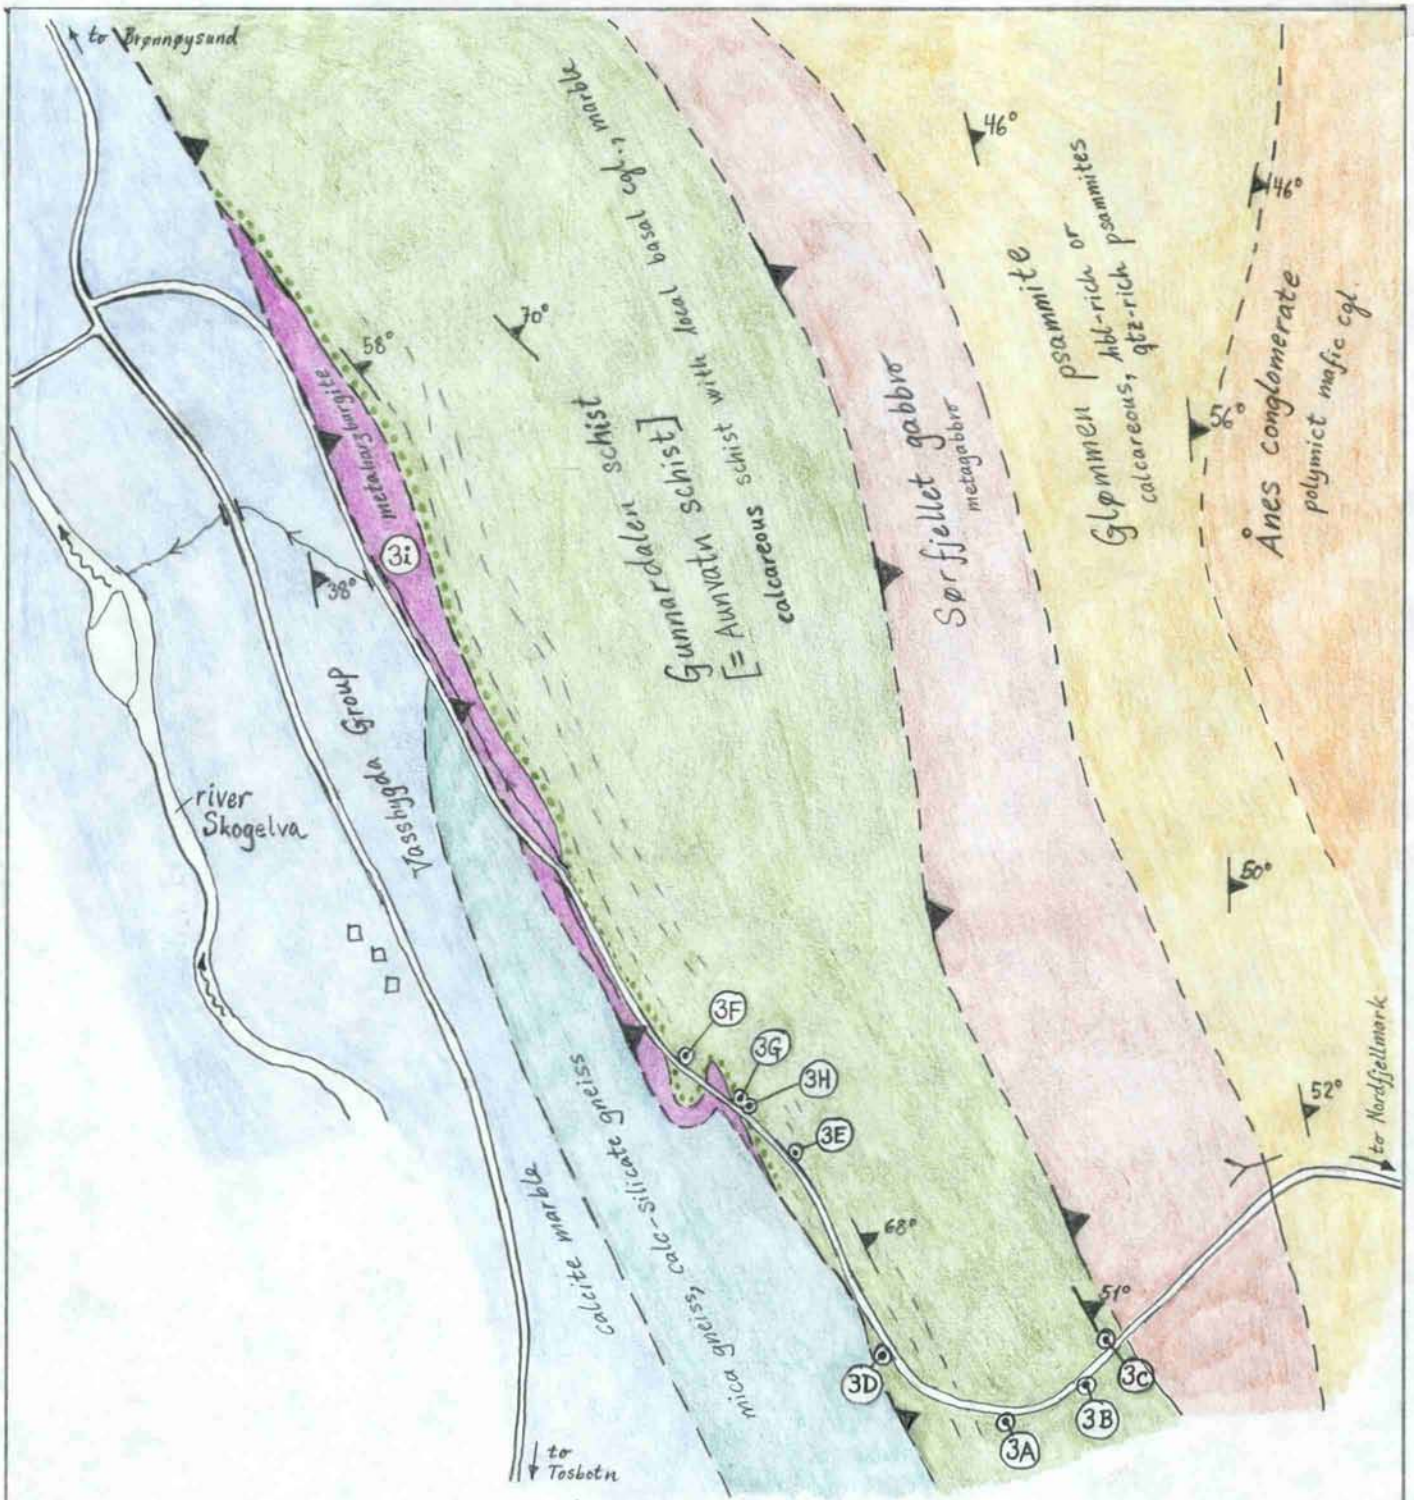 to Brønnøysund
46°
46°
70°
58°
metaharzburgite
Gunnardalen schist
[= Aunvatn schist]
schist with local basal cgl., marble
calcareous
Sørfjellet gabbro
metagabbro
Glømmen psammite
calcareous, hbl-rich or
calcareous, qtz-rich psammites
56°
Ånes conglomerate
polymict mafic cgl.
3i
38°
Vassbygda Group
river
Skogelva
50°
3F
3G
3H
3E
52°
to Nordfjellmark
calcite marble
mica gneiss, calc-silicate gneiss
68°
51°
3D
3C
3B
3A
to
Tosbotn